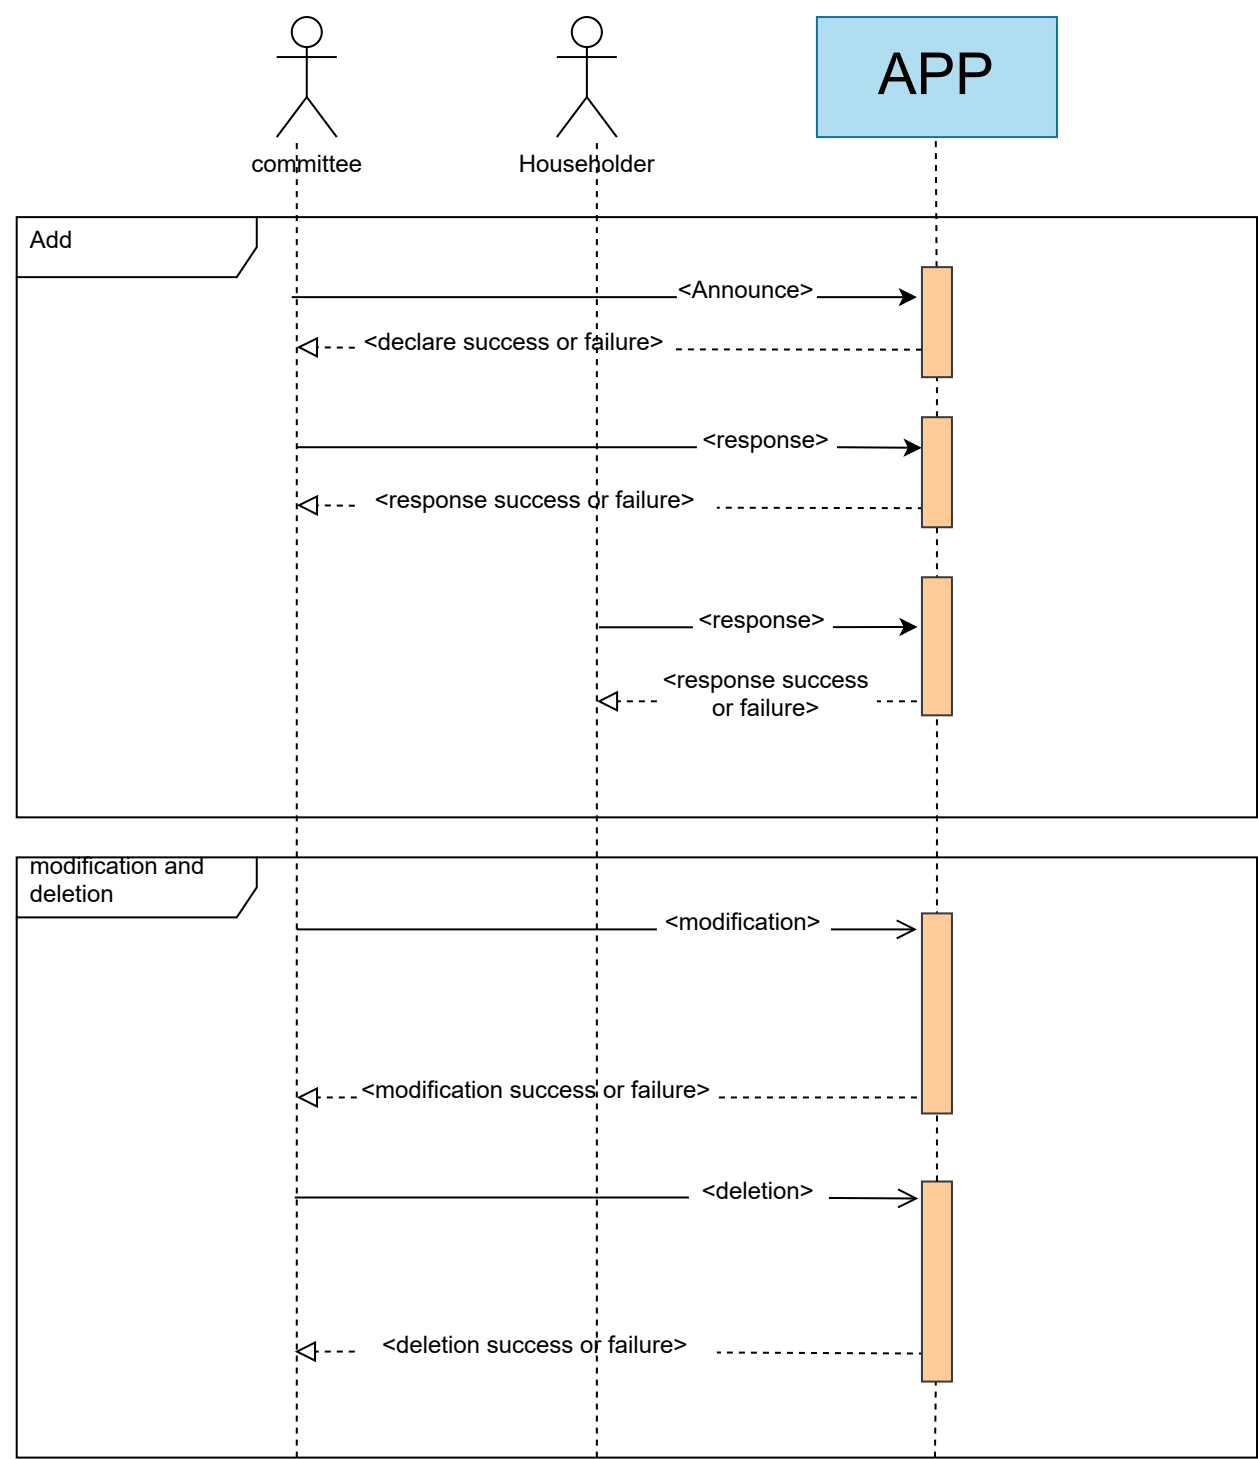 APP
committee
Householder
Add
<Announce>
<declare success or failure>
<response>
<response success or failure>
<response>
<response success
or failure>
modification and
deletion
<modification>
<modification success or failure>
<deletion>
<deletion success or failure>